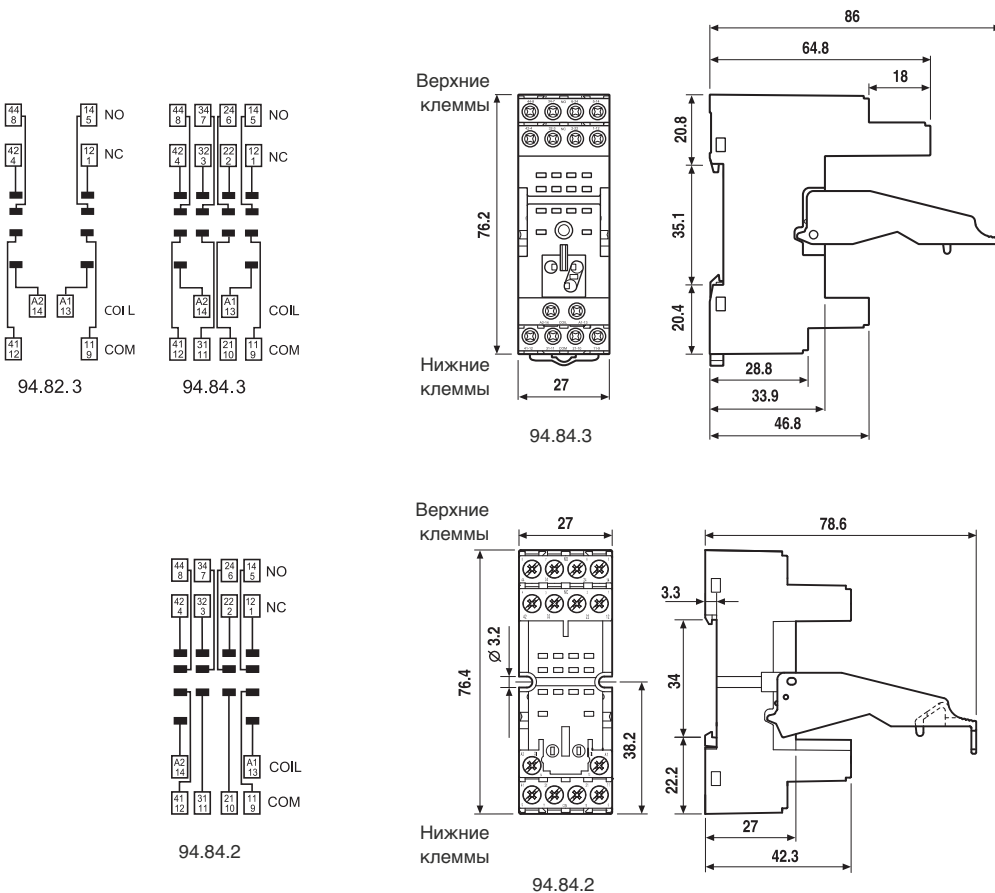 44 8
14 5
NO
42 4
12 1
NC
A2 14
A1 13
COIL
41 12
11 9
COM
94.82.3
44 8
34 7
24 6
14 5
NO
42 4
32 3
22 2
12 1
NC
A2 14
A1 13
COIL
41 12
31 11
21 10
11 9
COM
94.84.3
Верхние
клеммы
76.2
Нижние
клеммы
27
94.84.3
86
64.8
18
20.8
35.1
20.4
28.8
33.9
46.8
44 8
34 7
24 6
14 5
NO
42 4
32 3
22 2
12 1
NC
A2 14
A1 13
COIL
41 12
31 11
21 10
11 9
COM
94.84.2
Верхние
клеммы
27
76.4
Ø 3.2
38.2
Нижние
клеммы
94.84.2
78.6
3.3
34
22.2
27
42.3